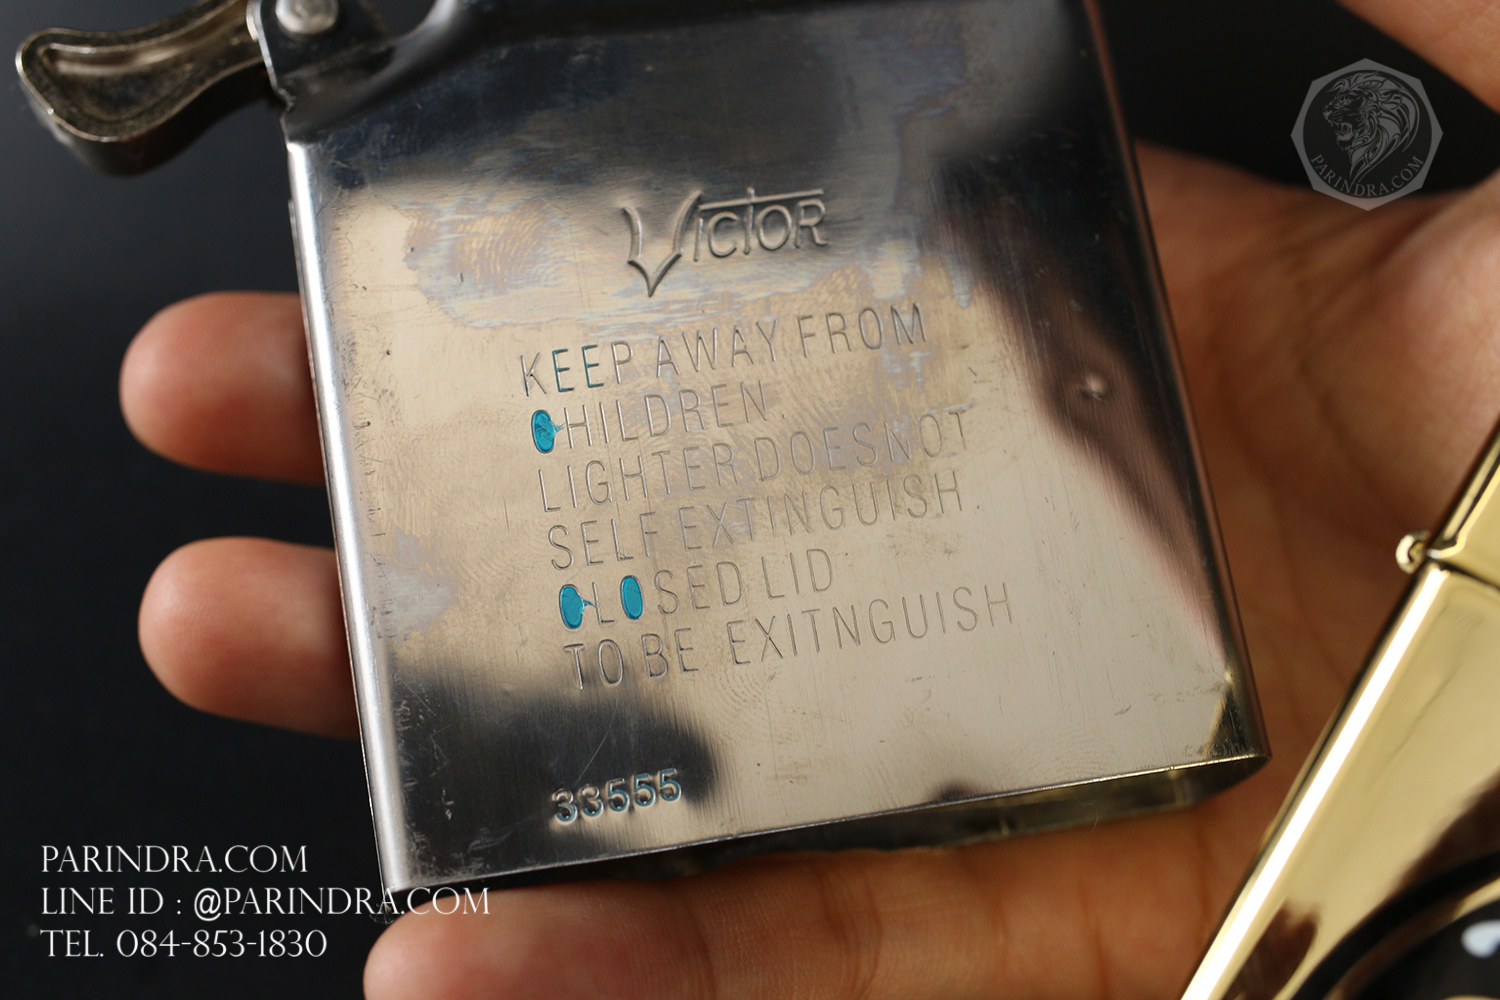 PARINDRA.COM
VICTOR
KEEP AWAY FROM
CHILDREN.
LIGHTER DOES NOT
SELF EXTINGUISH.
CLOSED LID
TO BE EXITNGUISH
33555
PARINDRA.COM
LINE ID : @PARINDRA.COM
TEL. 084-853-1830